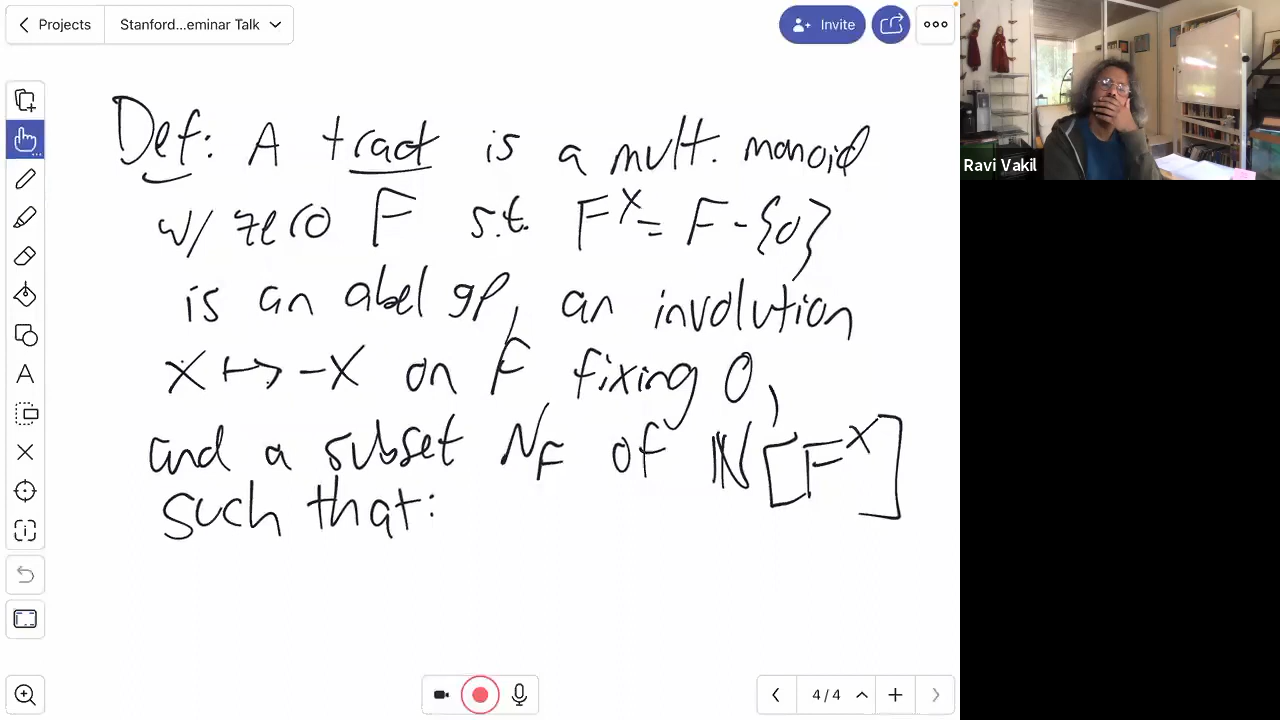 Projects
Stanford...eminar Talk
Invite
Def: A tract is a mult. monoid
w/ zero F s.t. F^x = F - {0}
is an abel gp, an involution
x ↦ -x on F fixing 0,
and a subset N_F of ℕ[F^x]
such that:
A
4 / 4
Ravi Vakil